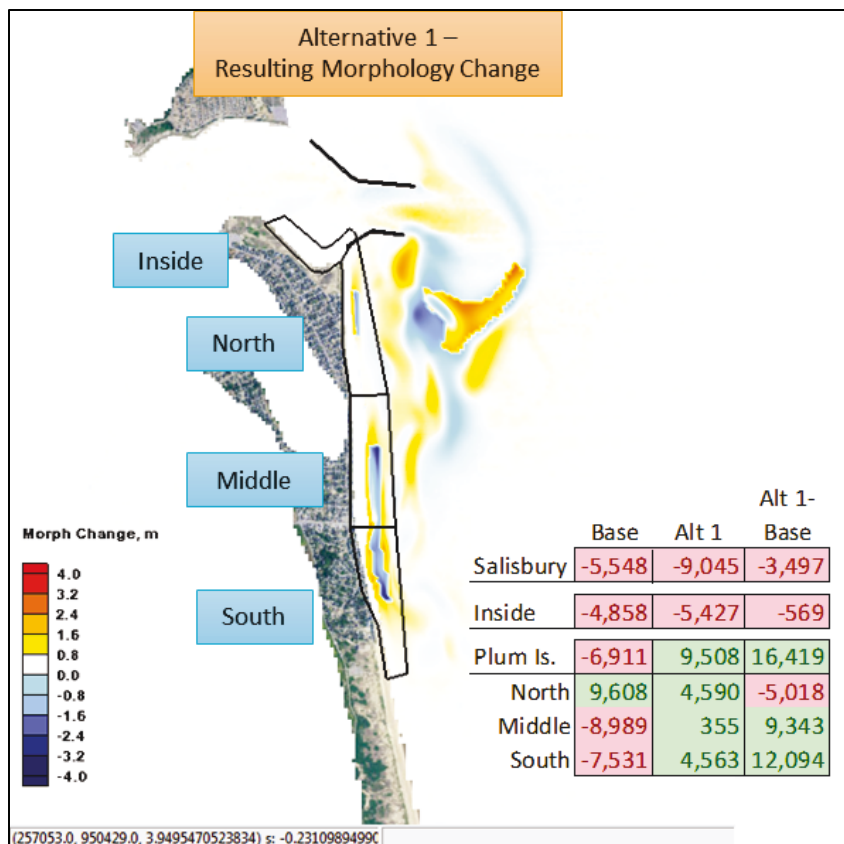 Alternative 1 –
Resulting Morphology Change
Inside
North
Middle
South
Morph Change, m
4.0
3.2
2.4
1.6
0.8
0.0
-0.8
-1.6
-2.4
-3.2
-4.0
Base Alt 1 Alt 1-Base
Salisbury -5,548 -9,045 -3,497
Inside -4,858 -5,427 -569
Plum Is. -6,911 9,508 16,419
North 9,608 4,590 -5,018
Middle -8,989 355 9,343
South -7,531 4,563 12,094
(257053.0, 950429.0, 3.9495470523834) s: -0.23109894990